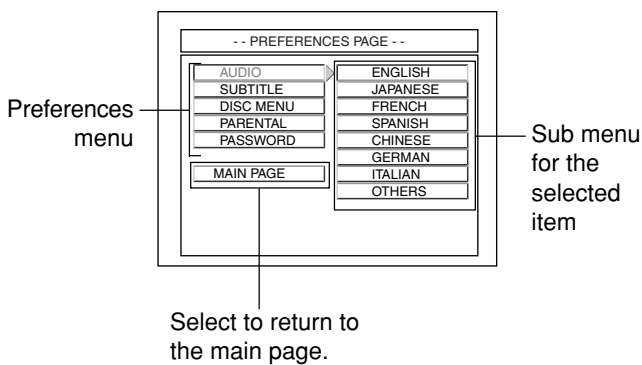 - - PREFERENCES PAGE - -
AUDIO
SUBTITLE
DISC MENU
PARENTAL
PASSWORD
MAIN PAGE
ENGLISH
JAPANESE
FRENCH
SPANISH
CHINESE
GERMAN
ITALIAN
OTHERS
Preferences
menu
Sub menu
for the
selected
item
Select to return to
the main page.